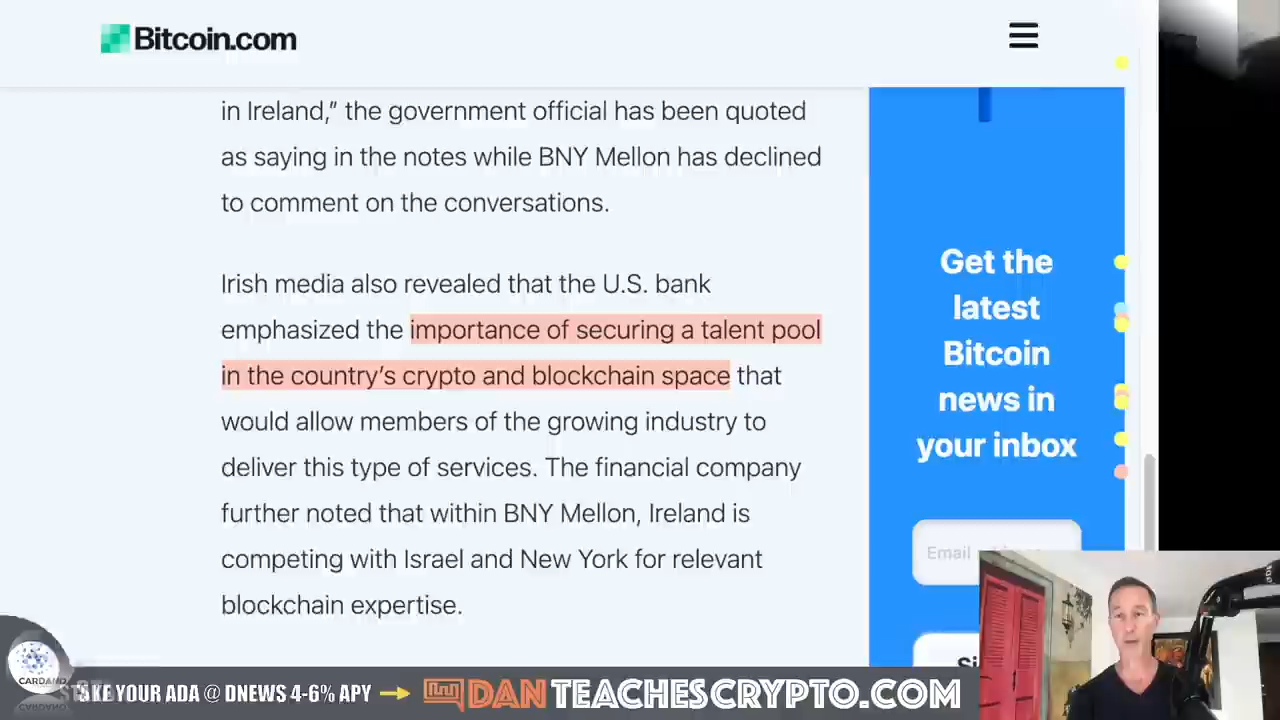 Bitcoin.com
in Ireland,” the government official has been quoted
as saying in the notes while BNY Mellon has declined
to comment on the conversations.
Irish media also revealed that the U.S. bank
emphasized the importance of securing a talent pool
in the country’s crypto and blockchain space that
would allow members of the growing industry to
deliver this type of services. The financial company
further noted that within BNY Mellon, Ireland is
competing with Israel and New York for relevant
blockchain expertise.
Get the
latest
Bitcoin
news in
your inbox
Email
CARDANO
STAKE YOUR ADA @ DNEWS 4-6% APY
DANTEACHESCRYPTO.COM